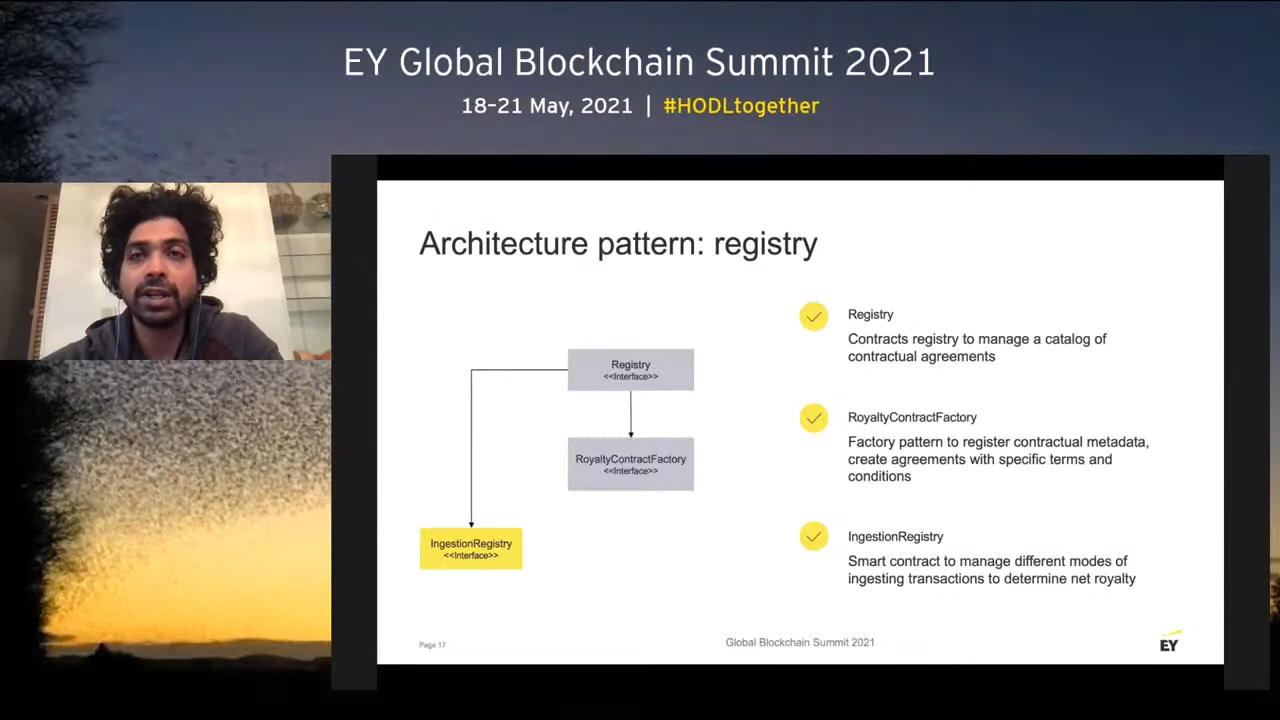 EY Global Blockchain Summit 2021
18–21 May, 2021 | #HODLtogether
Architecture pattern: registry
Registry
<<Interface>>
RoyaltyContractFactory
<<Interface>>
IngestionRegistry
<<Interface>>
Registry
Contracts registry to manage a catalog of
contractual agreements
RoyaltyContractFactory
Factory pattern to register contractual metadata,
create agreements with specific terms and
conditions
IngestionRegistry
Smart contract to manage different modes of
ingesting transactions to determine net royalty
Page 17
Global Blockchain Summit 2021
EY